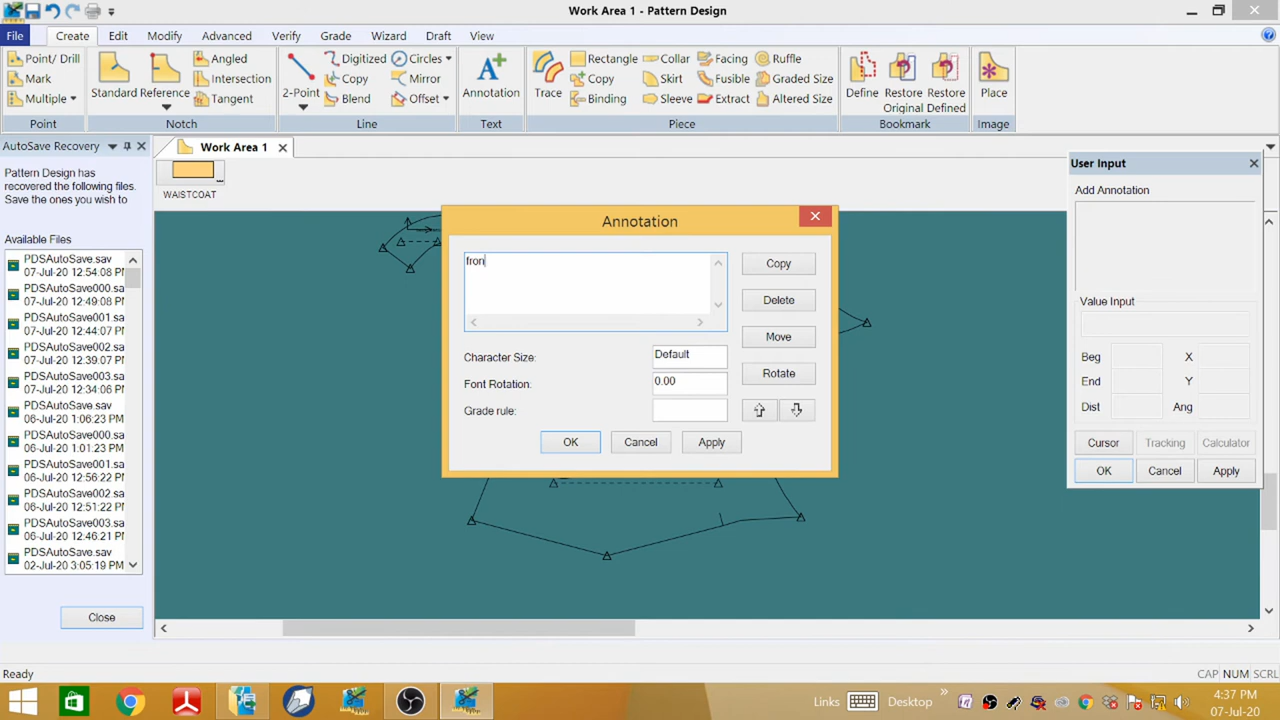 Work Area 1 - Pattern Design
File Create Edit Modify Advanced Verify Grade Wizard Draft View
Point/ Drill
Mark
Multiple
Point
Standard
Reference
Angled
Intersection
Tangent
Notch
2-Point
Digitized
Copy
Blend
Circles
Mirror
Offset
Line
Annotation
Text
Trace
Rectangle
Copy
Binding
Collar
Skirt
Sleeve
Facing
Fusible
Extract
Ruffle
Graded Size
Altered Size
Piece
Define
Restore Original
Restore Defined
Bookmark
Place
Image
AutoSave Recovery
Pattern Design has
recovered the following files.
Save the ones you wish to
Available Files
PDSAutoSave.sav
07-Jul-20 12:54:08 PM
PDSAutoSave000.sa
07-Jul-20 12:49:08 PM
PDSAutoSave001.sa
07-Jul-20 12:44:07 PM
PDSAutoSave002.sa
07-Jul-20 12:39:07 PM
PDSAutoSave003.sa
07-Jul-20 12:34:06 PM
PDSAutoSave.sav
06-Jul-20 1:06:23 PM
PDSAutoSave000.sa
06-Jul-20 1:01:23 PM
PDSAutoSave001.sa
06-Jul-20 12:56:22 PM
PDSAutoSave002.sa
06-Jul-20 12:51:22 PM
PDSAutoSave003.sa
06-Jul-20 12:46:21 PM
PDSAutoSave.sav
02-Jul-20 3:05:19 PM
Close
Work Area 1
WAISTCOAT
Annotation
fron
Character Size: Default
Font Rotation: 0.00
Grade rule:
Copy
Delete
Move
Rotate
OK Cancel Apply
User Input
Add Annotation
Value Input
Beg X
End Y
Dist Ang
Cursor Tracking Calculator
OK Cancel Apply
Ready
CAP NUM SCRL
Links Desktop
4:37 PM
07-Jul-20